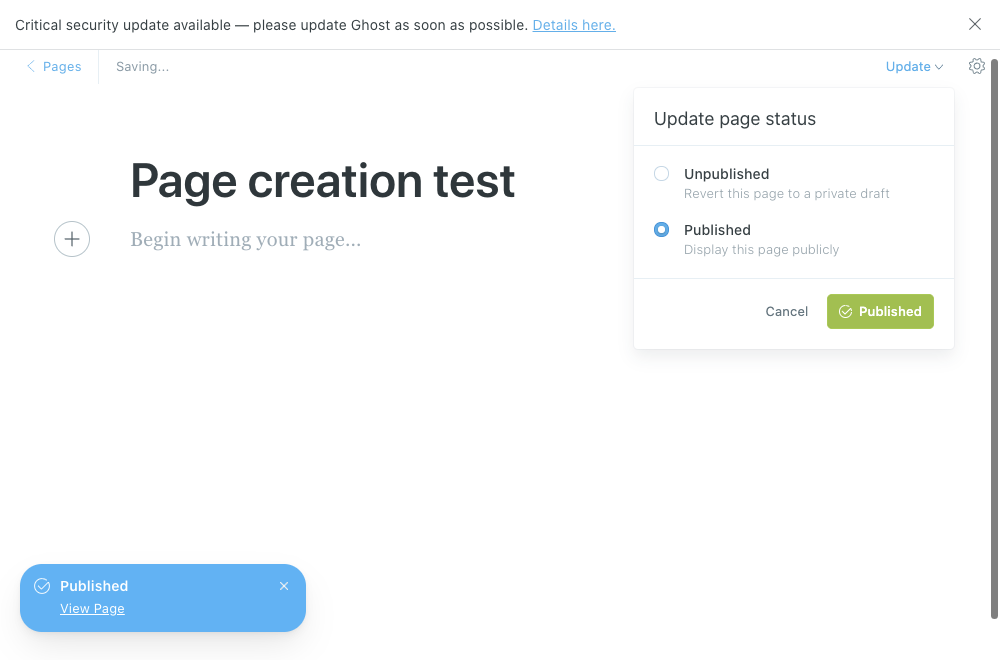 Critical security update available — please update Ghost as soon as possible. Details here.
Pages
Saving...
Update
Update page status
Page creation test
Unpublished
Revert this page to a private draft
Begin writing your page...
Published
Display this page publicly
Cancel
Published
Published
View Page